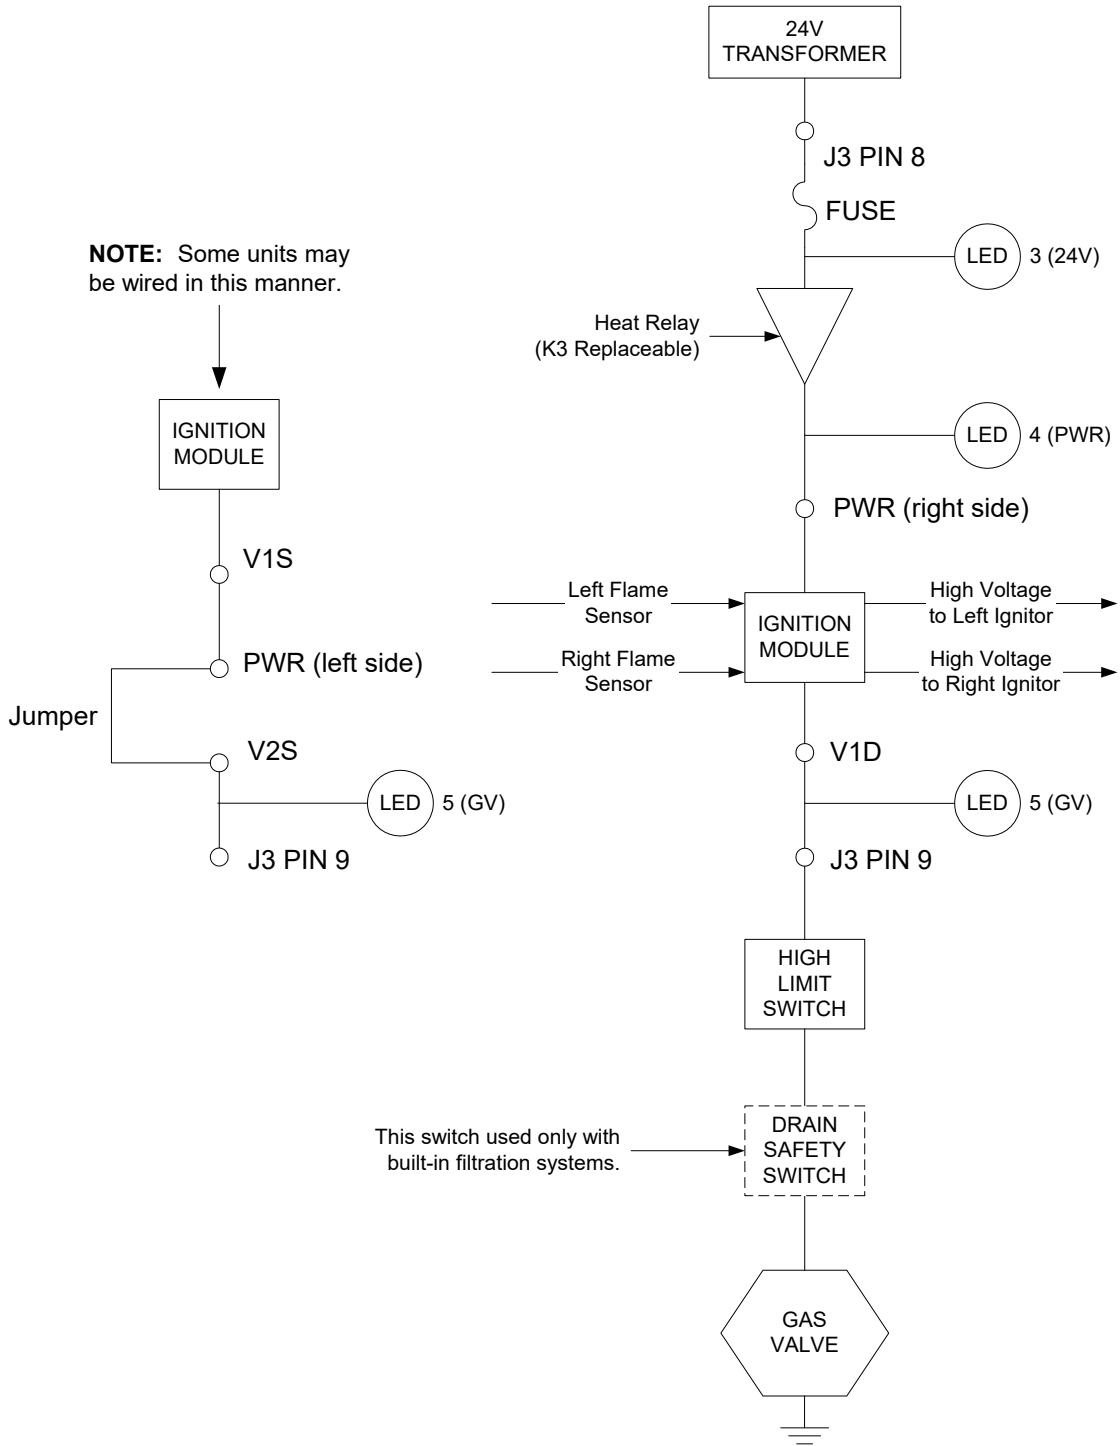 24V
TRANSFORMER
J3 PIN 8
FUSE
LED 3 (24V)
NOTE: Some units may
be wired in this manner.
Heat Relay
(K3 Replaceable)
LED 4 (PWR)
IGNITION
MODULE
PWR (right side)
V1S
Left Flame
Sensor
Right Flame
Sensor
IGNITION
MODULE
High Voltage
to Left Ignitor
High Voltage
to Right Ignitor
PWR (left side)
Jumper
V2S
LED 5 (GV)
J3 PIN 9
V1D
LED 5 (GV)
J3 PIN 9
HIGH
LIMIT
SWITCH
This switch used only with
built-in filtration systems.
DRAIN
SAFETY
SWITCH
GAS
VALVE